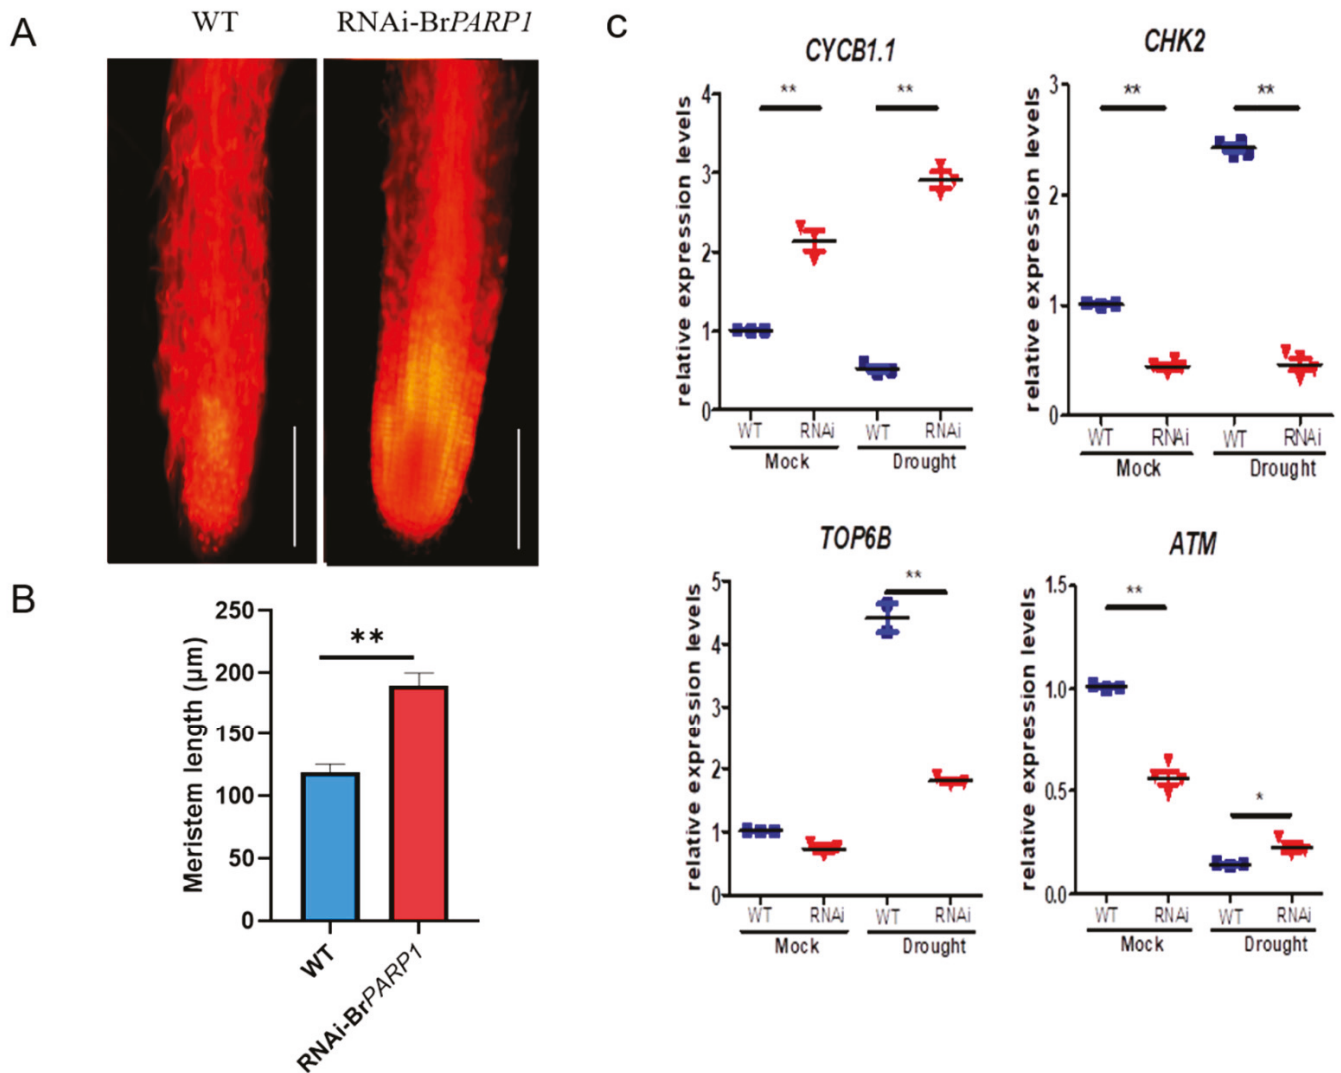 A
WT
RNAi-BrPARP1
B
250
200
150
100
50
0
Meristem length (µm)
**
WT
RNAi-BrPARP1
C
CYCB1.1
relative expression levels
4
3
2
1
0
**
**
WT
RNAi
WT
RNAi
Mock
Drought
CHK2
relative expression levels
3
2
1
0
**
**
WT
RNAi
WT
RNAi
Mock
Drought
TOP6B
relative expression levels
5
4
3
2
1
0
**
WT
RNAi
WT
RNAi
Mock
Drought
ATM
relative expression levels
1.5
1.0
0.5
0.0
**
*
WT
RNAi
WT
RNAi
Mock
Drought